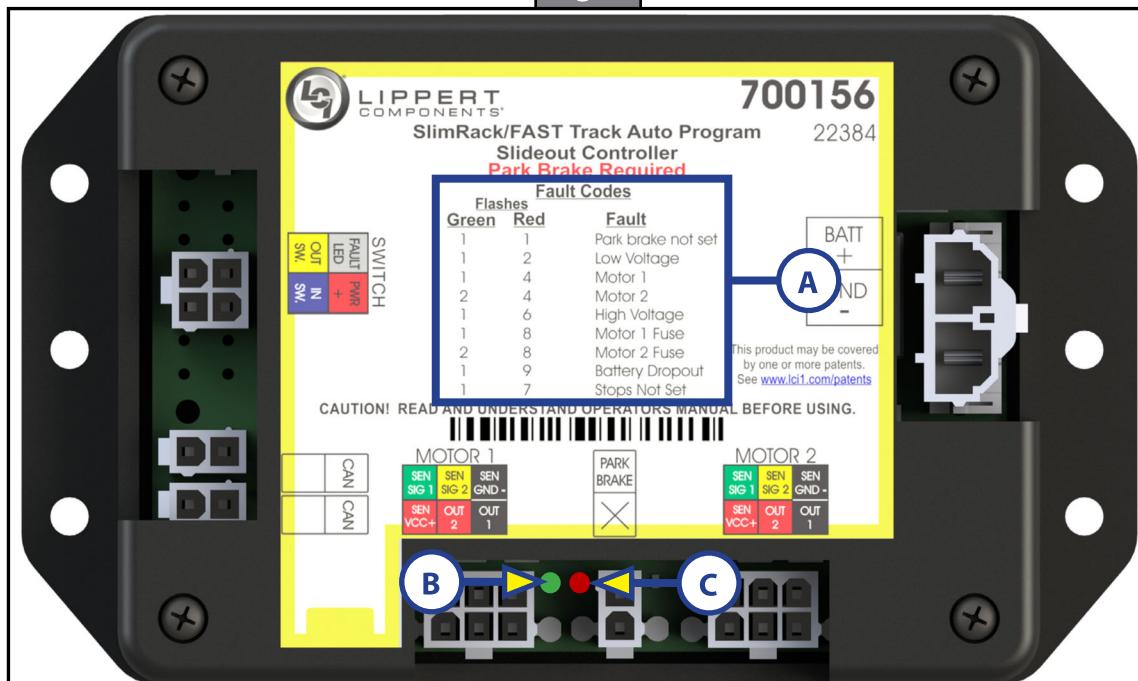 LCI
LIPPERT
COMPONENTS
700156
SlimRack/FAST Track Auto Program
22384
Slideout Controller
Park Brake Required
Fault Codes
Flashes
Green Red Fault
1 1 Park brake not set
1 2 Low Voltage
1 4 Motor 1
2 4 Motor 2
1 6 High Voltage
1 8 Motor 1 Fuse
2 8 Motor 2 Fuse
1 9 Battery Dropout
1 7 Stops Not Set
A
SWITCH
FAULT LED
OUT SW.
PWR +
IN SW.
BATT
+
ND
-
This product may be covered
by one or more patents.
See www.lci1.com/patents
CAUTION! READ AND UNDERSTAND OPERATORS MANUAL BEFORE USING.
CAN
CAN
MOTOR 1
SEN SEN SEN
SIG 1 SIG 2 GND -
SEN OUT OUT
VCC+ 2 1
PARK
BRAKE
MOTOR 2
SEN SEN SEN
SIG 1 SIG 2 GND -
SEN OUT OUT
VCC+ 2 1
B
C